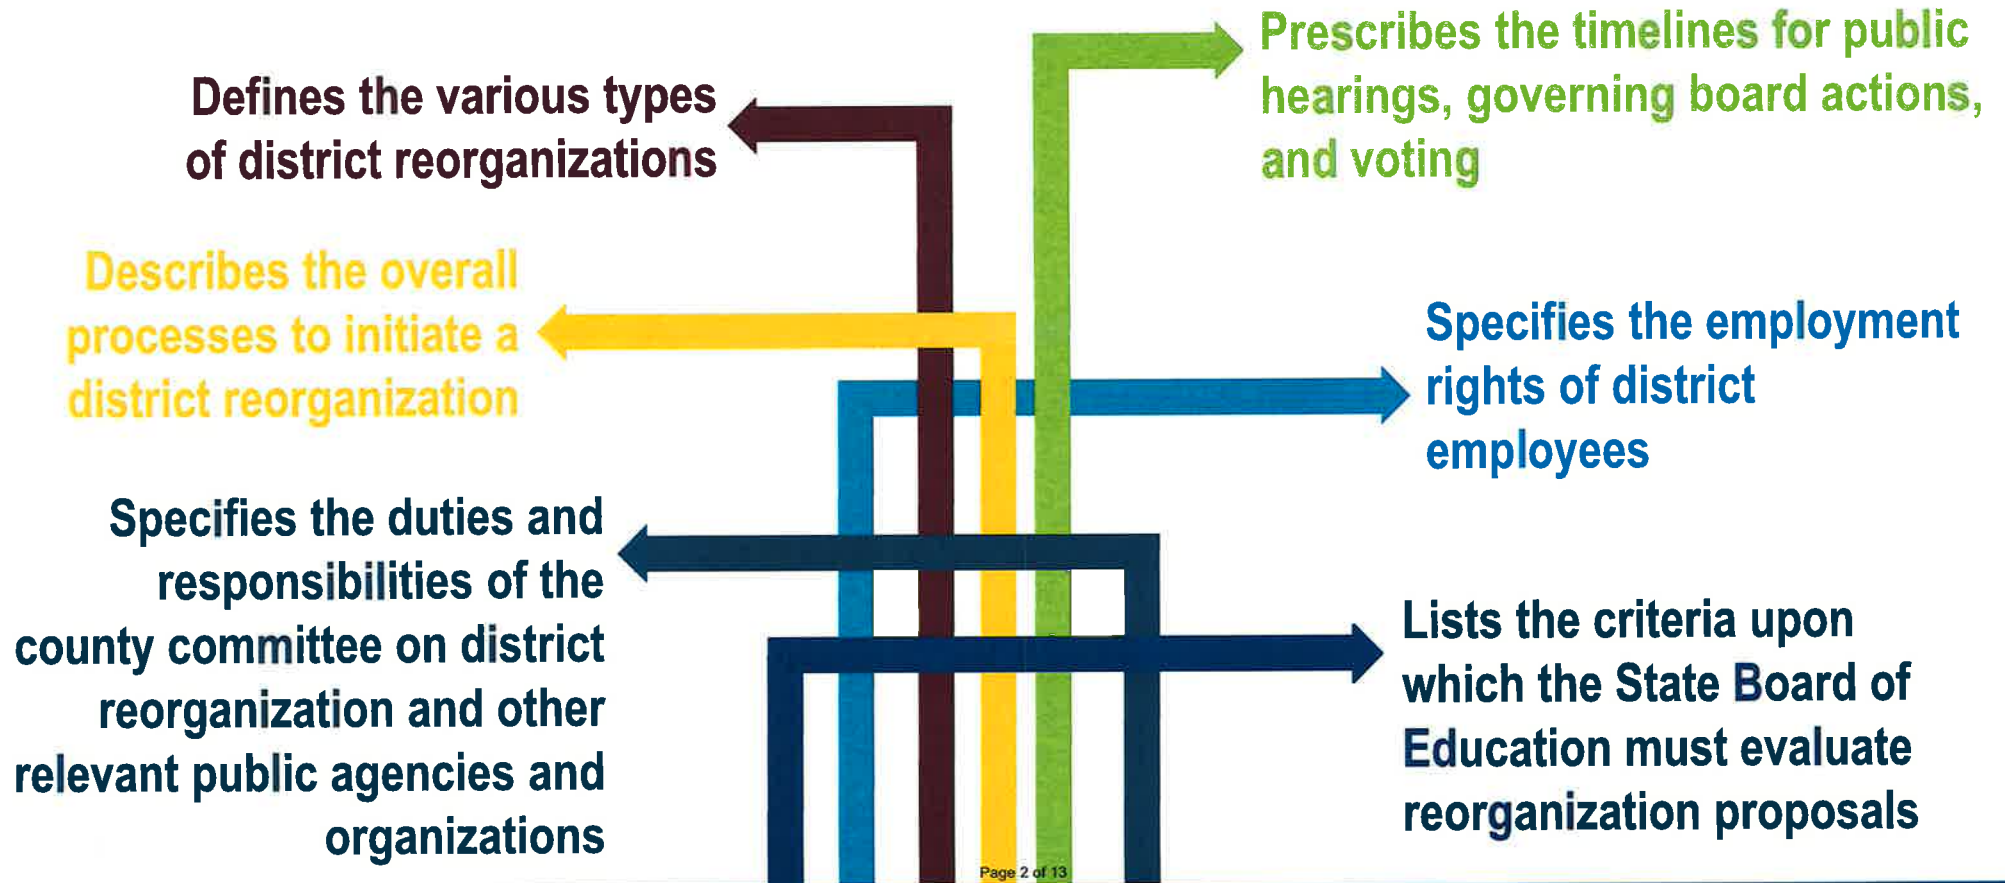 Defines the various types
of district reorganizations
Describes the overall
processes to initiate a
district reorganization
Specifies the duties and
responsibilities of the
county committee on district
reorganization and other
relevant public agencies and
organizations
Prescribes the timelines for public
hearings, governing board actions,
and voting
Specifies the employment
rights of district
employees
Lists the criteria upon
which the State Board of
Education must evaluate
reorganization proposals
Page 2 of 13